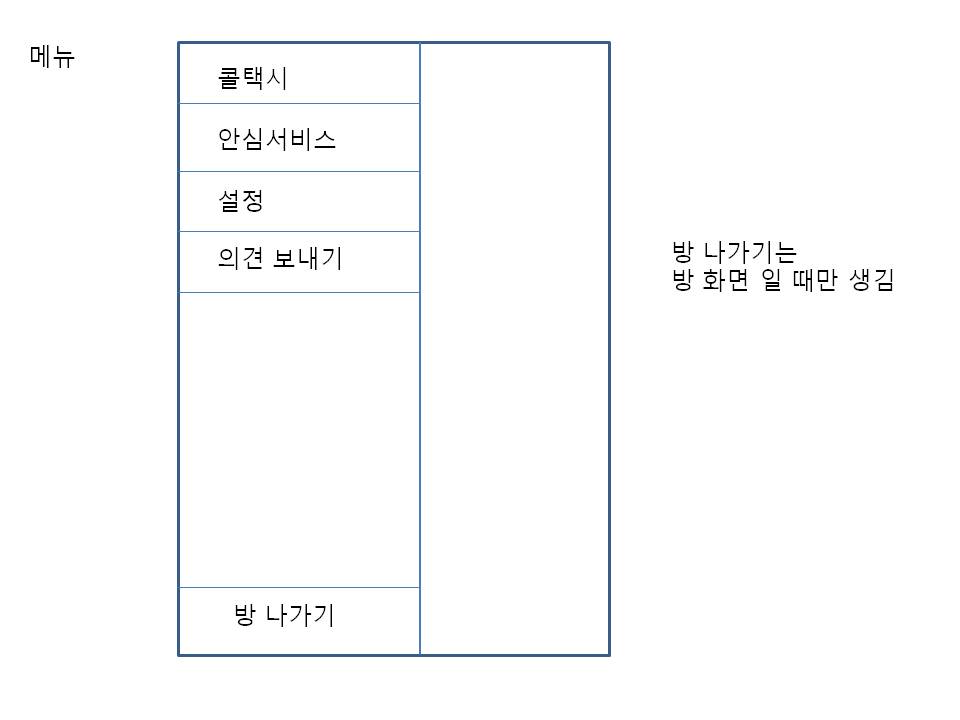 메뉴
콜택시
안심서비스
설정
의견 보내기
방 나가기는
방 화면 일 때만 생김
방 나가기